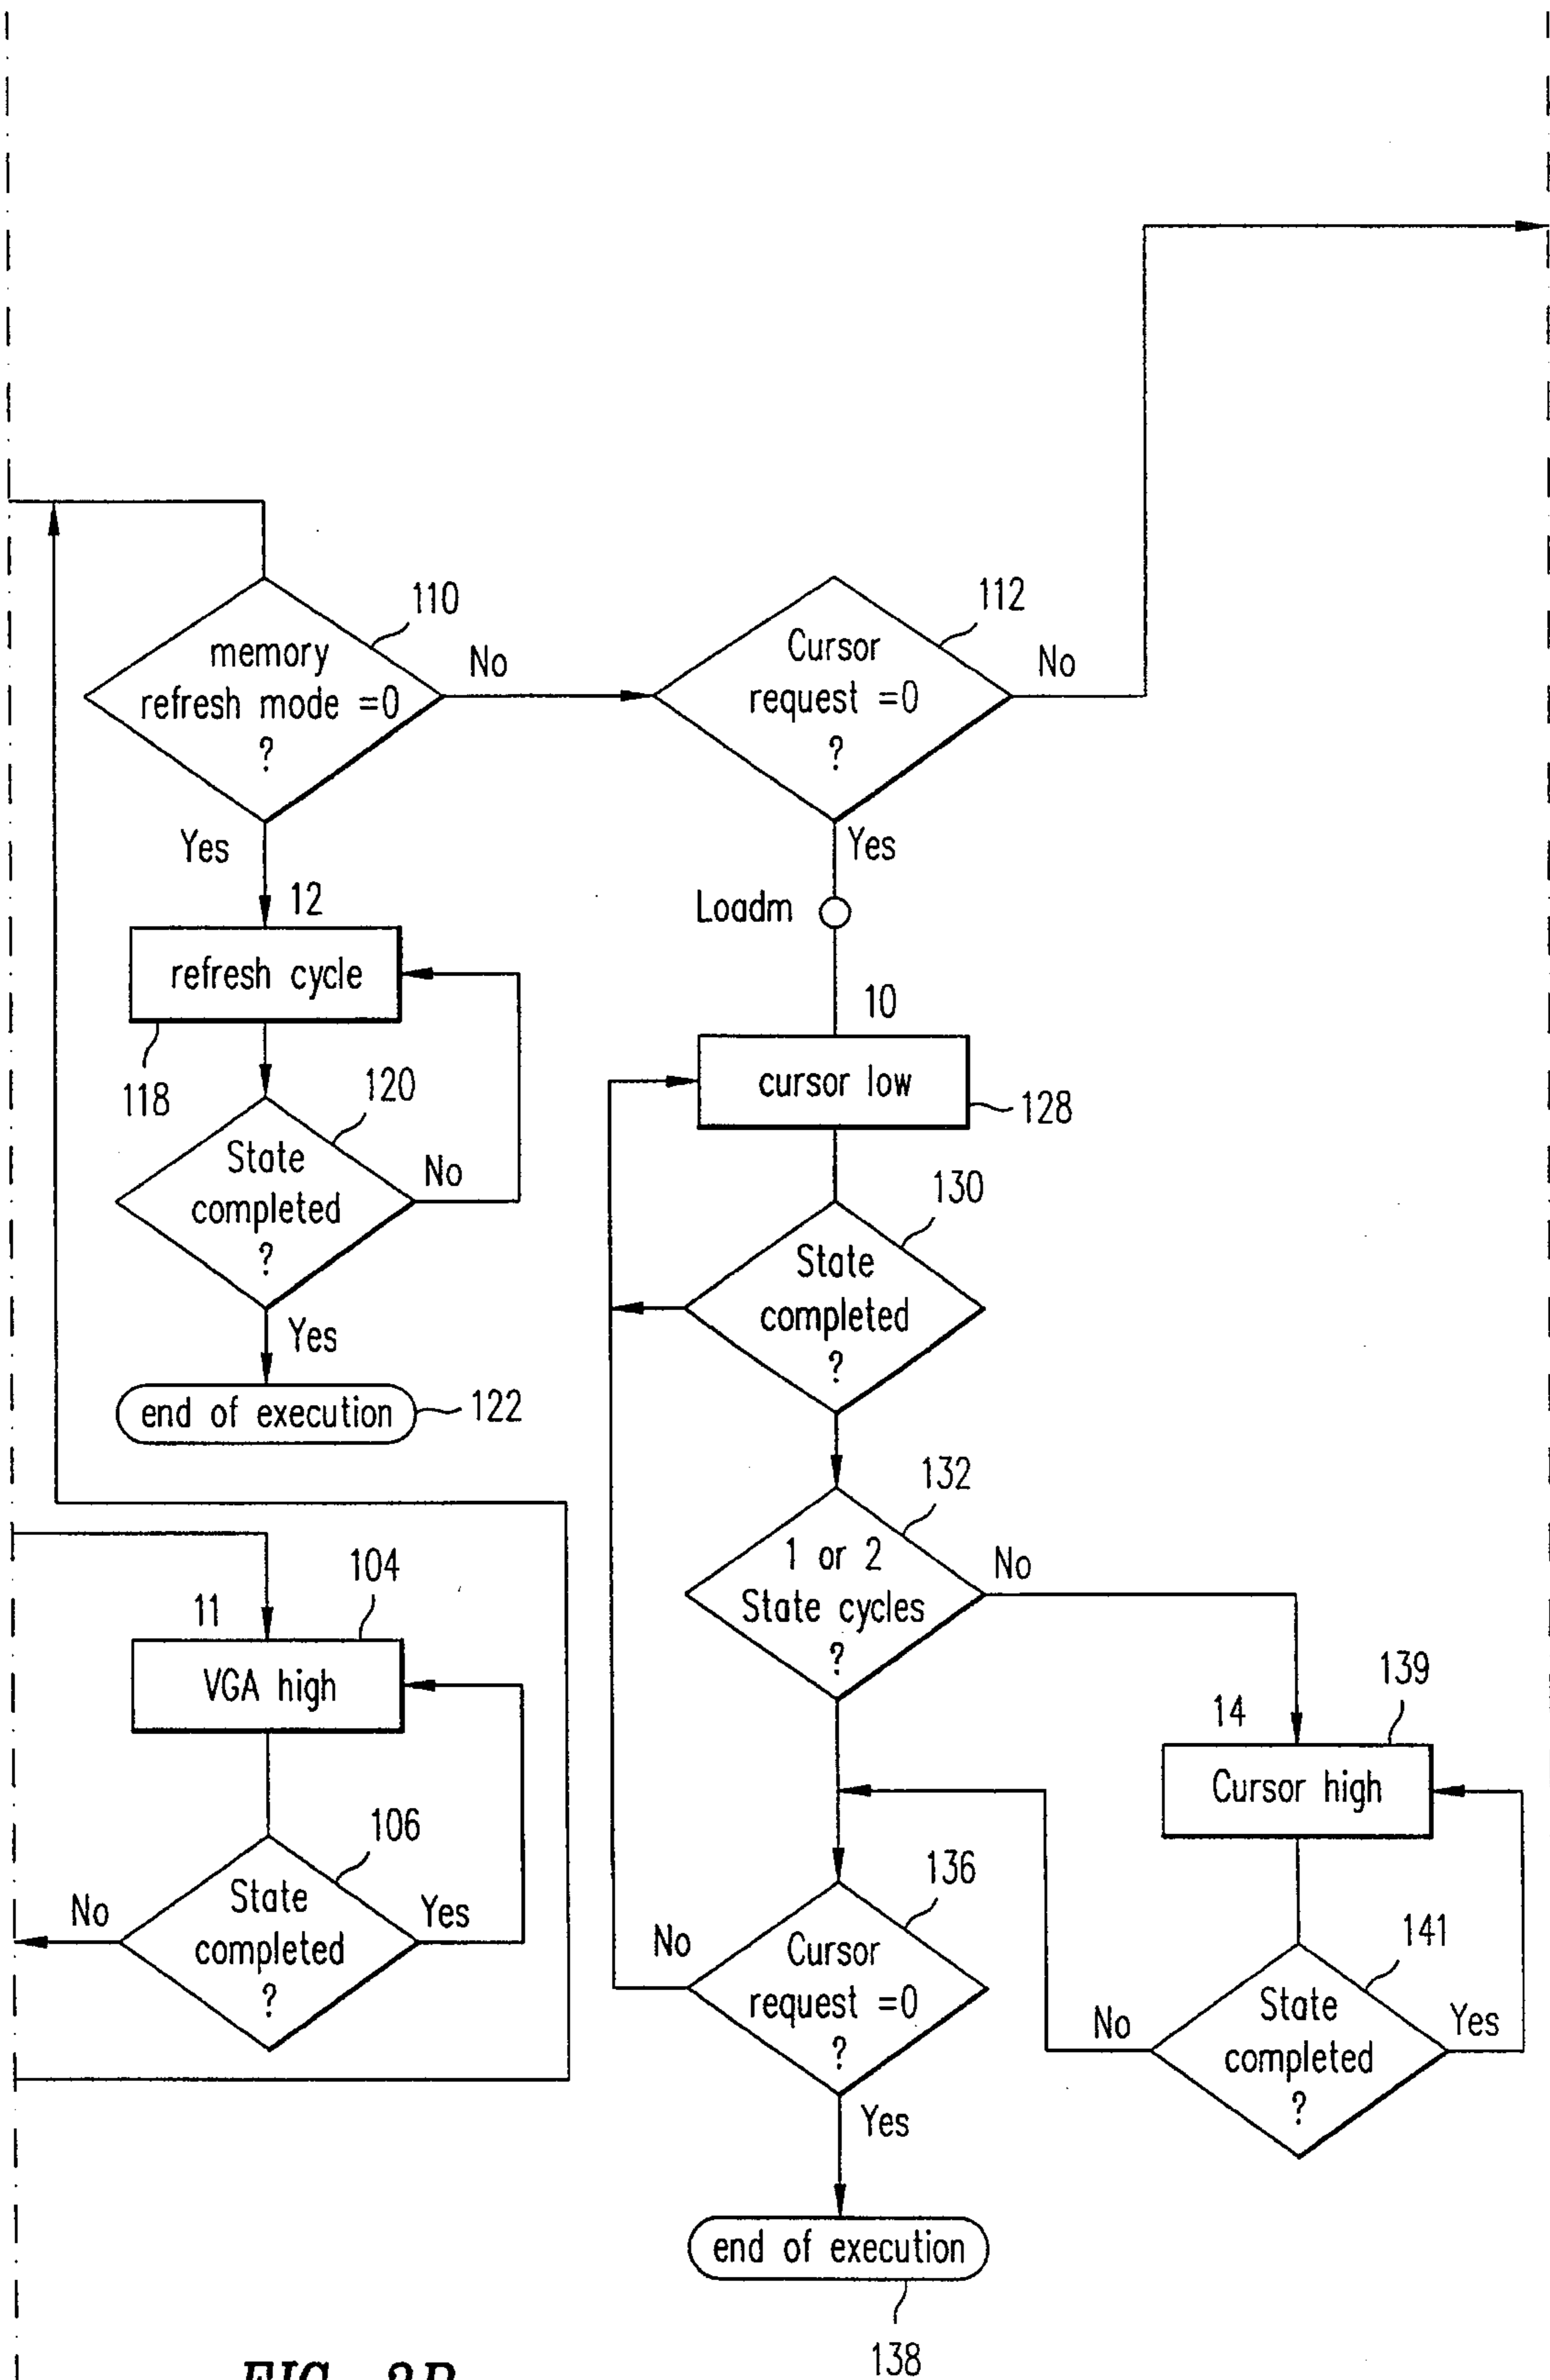 110
memory
refresh mode =0
?
No
Yes
112
Cursor
request =0
?
No
Yes
Loadm
12
refresh cycle
118
120
State
completed
?
No
Yes
end of execution
122
10
cursor low
128
130
State
completed
?
132
1 or 2
State cycles
?
No
104
11
VGA high
106
State
completed
?
No
Yes
139
14
Cursor high
141
State
completed
?
No
Yes
136
Cursor
request =0
?
No
Yes
end of execution
138